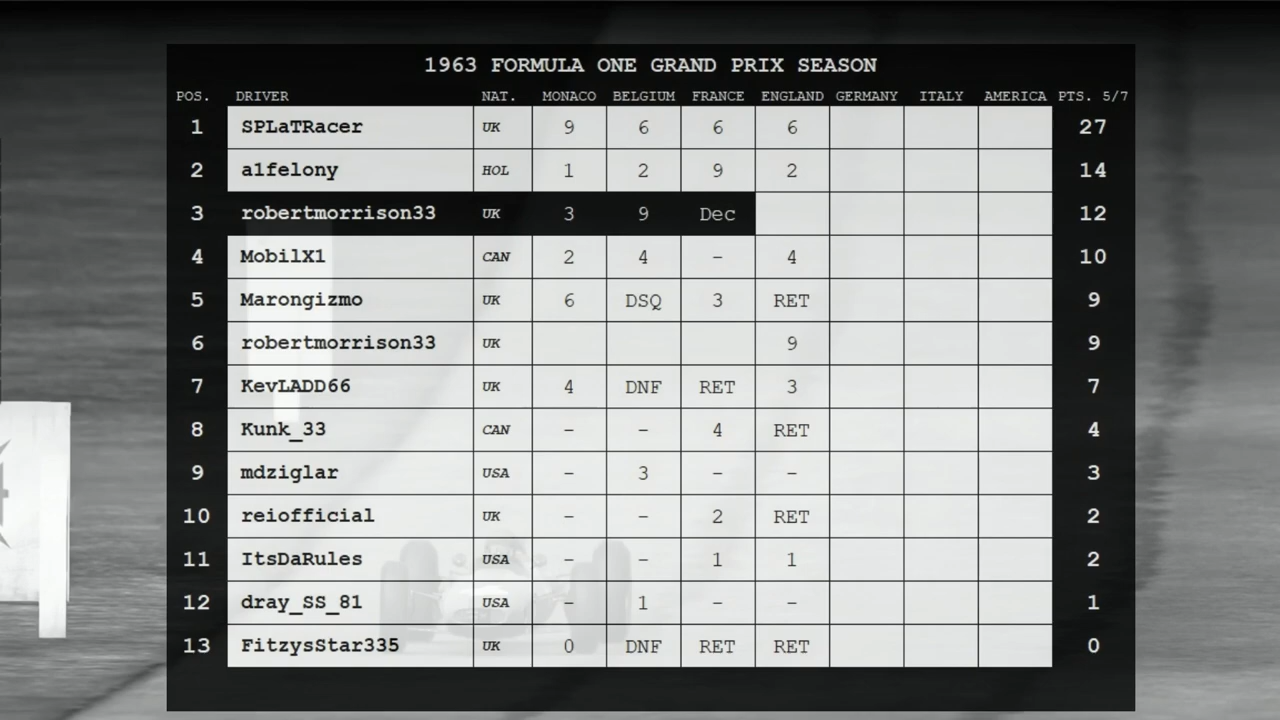 1963 FORMULA ONE GRAND PRIX SEASON
POS. DRIVER NAT. MONACO BELGIUM FRANCE ENGLAND GERMANY ITALY AMERICA PTS. 5/7
1 SPLaTRacer UK 9 6 6 6 27
2 a1felony HOL 1 2 9 2 14
3 robertmorrison33 UK 3 9 Dec 12
4 MobilX1 CAN 2 4 – 4 10
5 Marongizmo UK 6 DSQ 3 RET 9
6 robertmorrison33 UK 9 9
7 KevLADD66 UK 4 DNF RET 3 7
8 Kunk_33 CAN – – 4 RET 4
9 mdziglar USA – 3 – – 3
10 reiofficial UK – – 2 RET 2
11 ItsDaRules USA – – 1 1 2
12 dray_SS_81 USA – 1 – – 1
13 FitzysStar335 UK 0 DNF RET RET 0